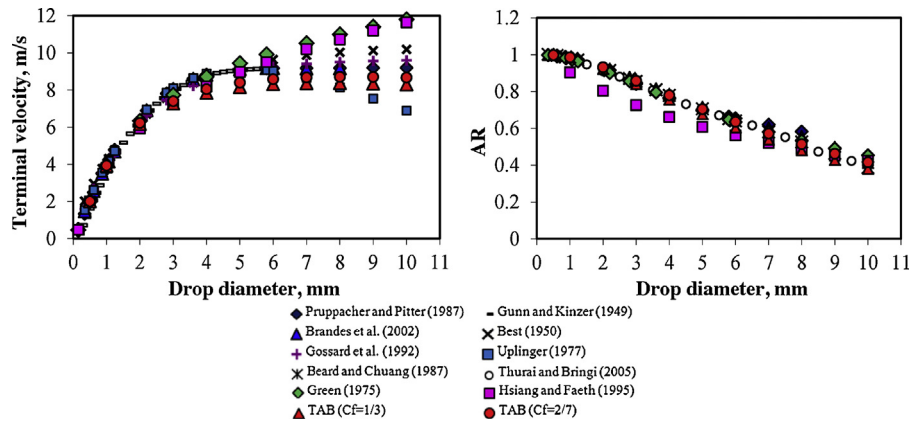 12
10
8
6
4
2
0
Terminal velocity, m/s
0 1 2 3 4 5 6 7 8 9 10 11
Drop diameter, mm
1.2
1
0.8
0.6
0.4
0.2
0
AR
0 1 2 3 4 5 6 7 8 9 10 11
Drop diameter, mm
Pruppacher and Pitter (1987)
Gunn and Kinzer (1949)
Brandes et al. (2002)
Best (1950)
Gossard et al. (1992)
Uplinger (1977)
Beard and Chuang (1987)
Thurai and Bringi (2005)
Green (1975)
Hsiang and Faeth (1995)
TAB (Cf=1/3)
TAB (Cf=2/7)